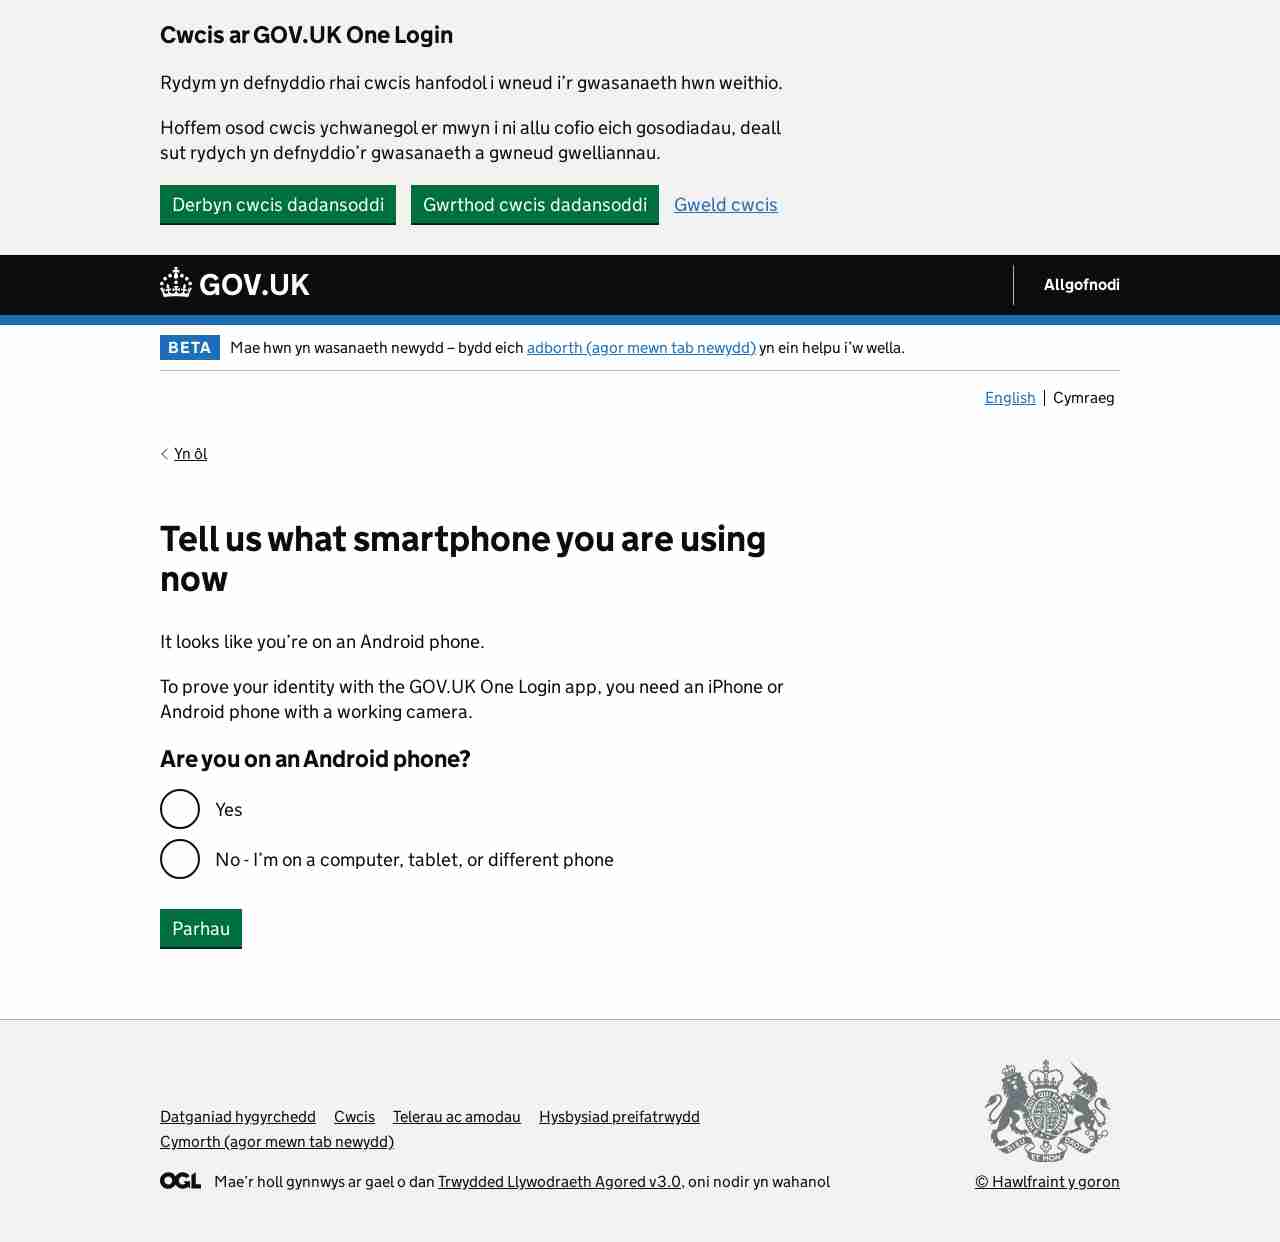 Cwcis ar GOV.UK One Login
Rydym yn defnyddio rhai cwcis hanfodol i wneud i’r gwasanaeth hwn weithio.
Hoffem osod cwcis ychwanegol er mwyn i ni allu cofio eich gosodiadau, deall
sut rydych yn defnyddio’r gwasanaeth a gwneud gwelliannau.
Derbyn cwcis dadansoddi Gwrthod cwcis dadansoddi Gweld cwcis
GOV.UK Allgofnodi
BETA Mae hwn yn wasanaeth newydd – bydd eich adborth (agor mewn tab newydd) yn ein helpu i’w wella.
English Cymraeg
Yn ôl
Tell us what smartphone you are using
now
It looks like you’re on an Android phone.
To prove your identity with the GOV.UK One Login app, you need an iPhone or
Android phone with a working camera.
Are you on an Android phone?
Yes
No - I’m on a computer, tablet, or different phone
Parhau
Datganiad hygyrchedd Cwcis Telerau ac amodau Hysbysiad preifatrwydd
Cymorth (agor mewn tab newydd)
DIEU ET MON DROIT
OGL Mae’r holl gynnwys ar gael o dan Trwydded Llywodraeth Agored v3.0, oni nodir yn wahanol
© Hawlfraint y goron